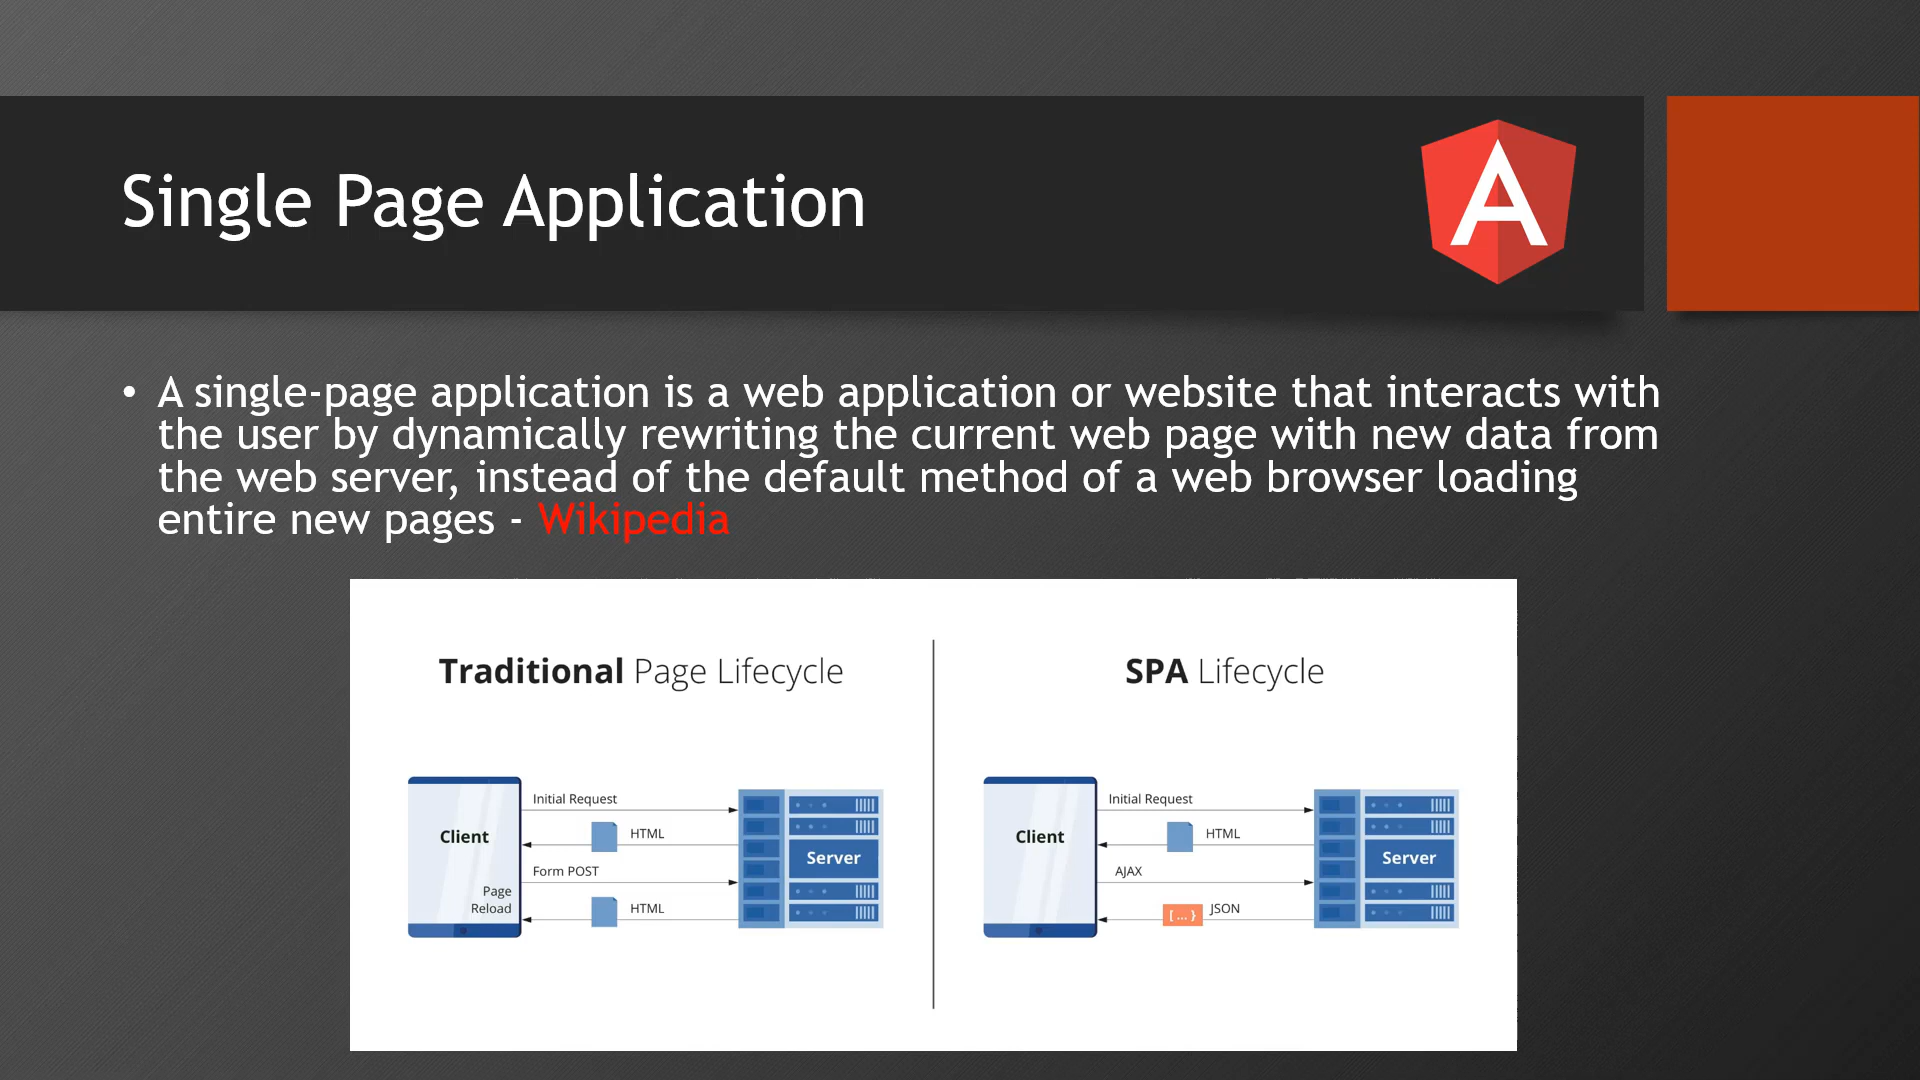 Single Page Application
A
• A single-page application is a web application or website that interacts with
the user by dynamically rewriting the current web page with new data from
the web server, instead of the default method of a web browser loading
entire new pages - Wikipedia
Traditional Page Lifecycle
Client
Initial Request
HTML
Form POST
Page
Reload
HTML
Server
SPA Lifecycle
Client
Initial Request
HTML
AJAX
[ ... }
JSON
Server